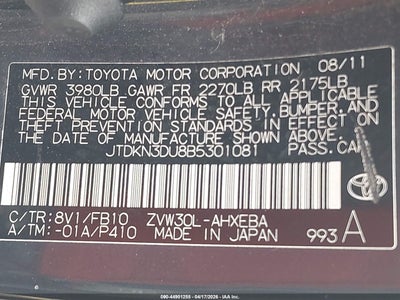 MFD.BY: TOYOTA MOTOR CORPORATION 08/11
GVWR 3980LB GAWR FR 2270LB RR 2175LB
THIS VEHICLE CONFORMS TO ALL APPLICABLE
FEDERAL MOTOR VEHICLE SAFETY,BUMPER,AND
THEFT PREVENTION STANDARDS IN EFFECT ON
THE DATE OF MANUFACTURE SHOWN ABOVE.
JTDKN3DU8B5301081 PASS.CAR
C/TR:8V1/FB10 ZVW30L-AHXEBA
A/TM:-01A/P410 MADE IN JAPAN 993 A
TOYOTA
090-44901255 - 04/17/2026 - IAA Inc.